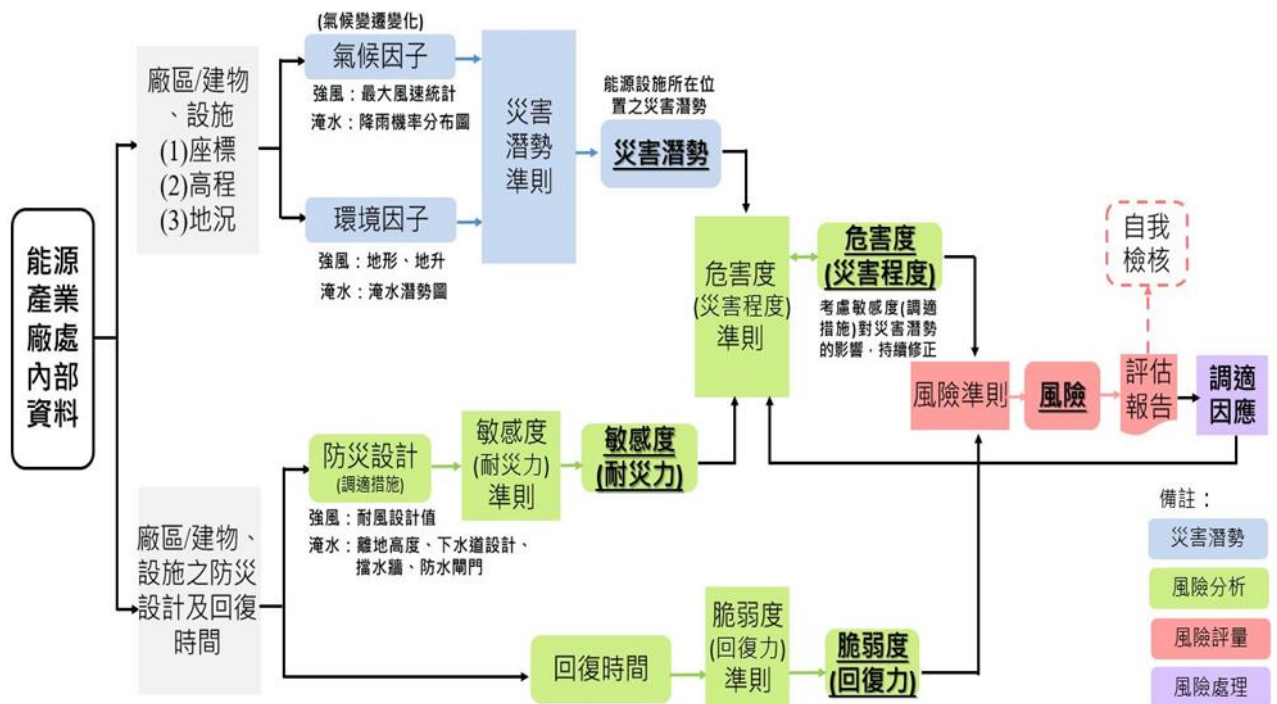 能源
產業
廠處
內部
資料
廠區/建物
、設施
(1)座標
(2)高程
(3)地況
(氣候變遷變化)
氣候因子
強風：最大風速統計
淹水：降雨機率分布圖
環境因子
強風：地形、地升
淹水：淹水潛勢圖
災害
潛勢
準則
能源設施所在位
置之災害潛勢
災害潛勢
危害度
(災害程度)
準則
危害度
(災害程度)
考慮敏感度(調適
措施)對災害潛勢
的影響，持續修正
自我
檢核
風險準則
風險
評估
報告
調適
因應
廠區/建物、
設施之防災
設計及回復
時間
防災設計
(調適措施)
強風：耐風設計值
淹水：離地高度、下水道設計、
擋水牆、防水閘門
敏感度
(耐災力)
準則
敏感度
(耐災力)
回復時間
脆弱度
(回復力)
準則
脆弱度
(回復力)
備註：
災害潛勢
風險分析
風險評量
風險處理